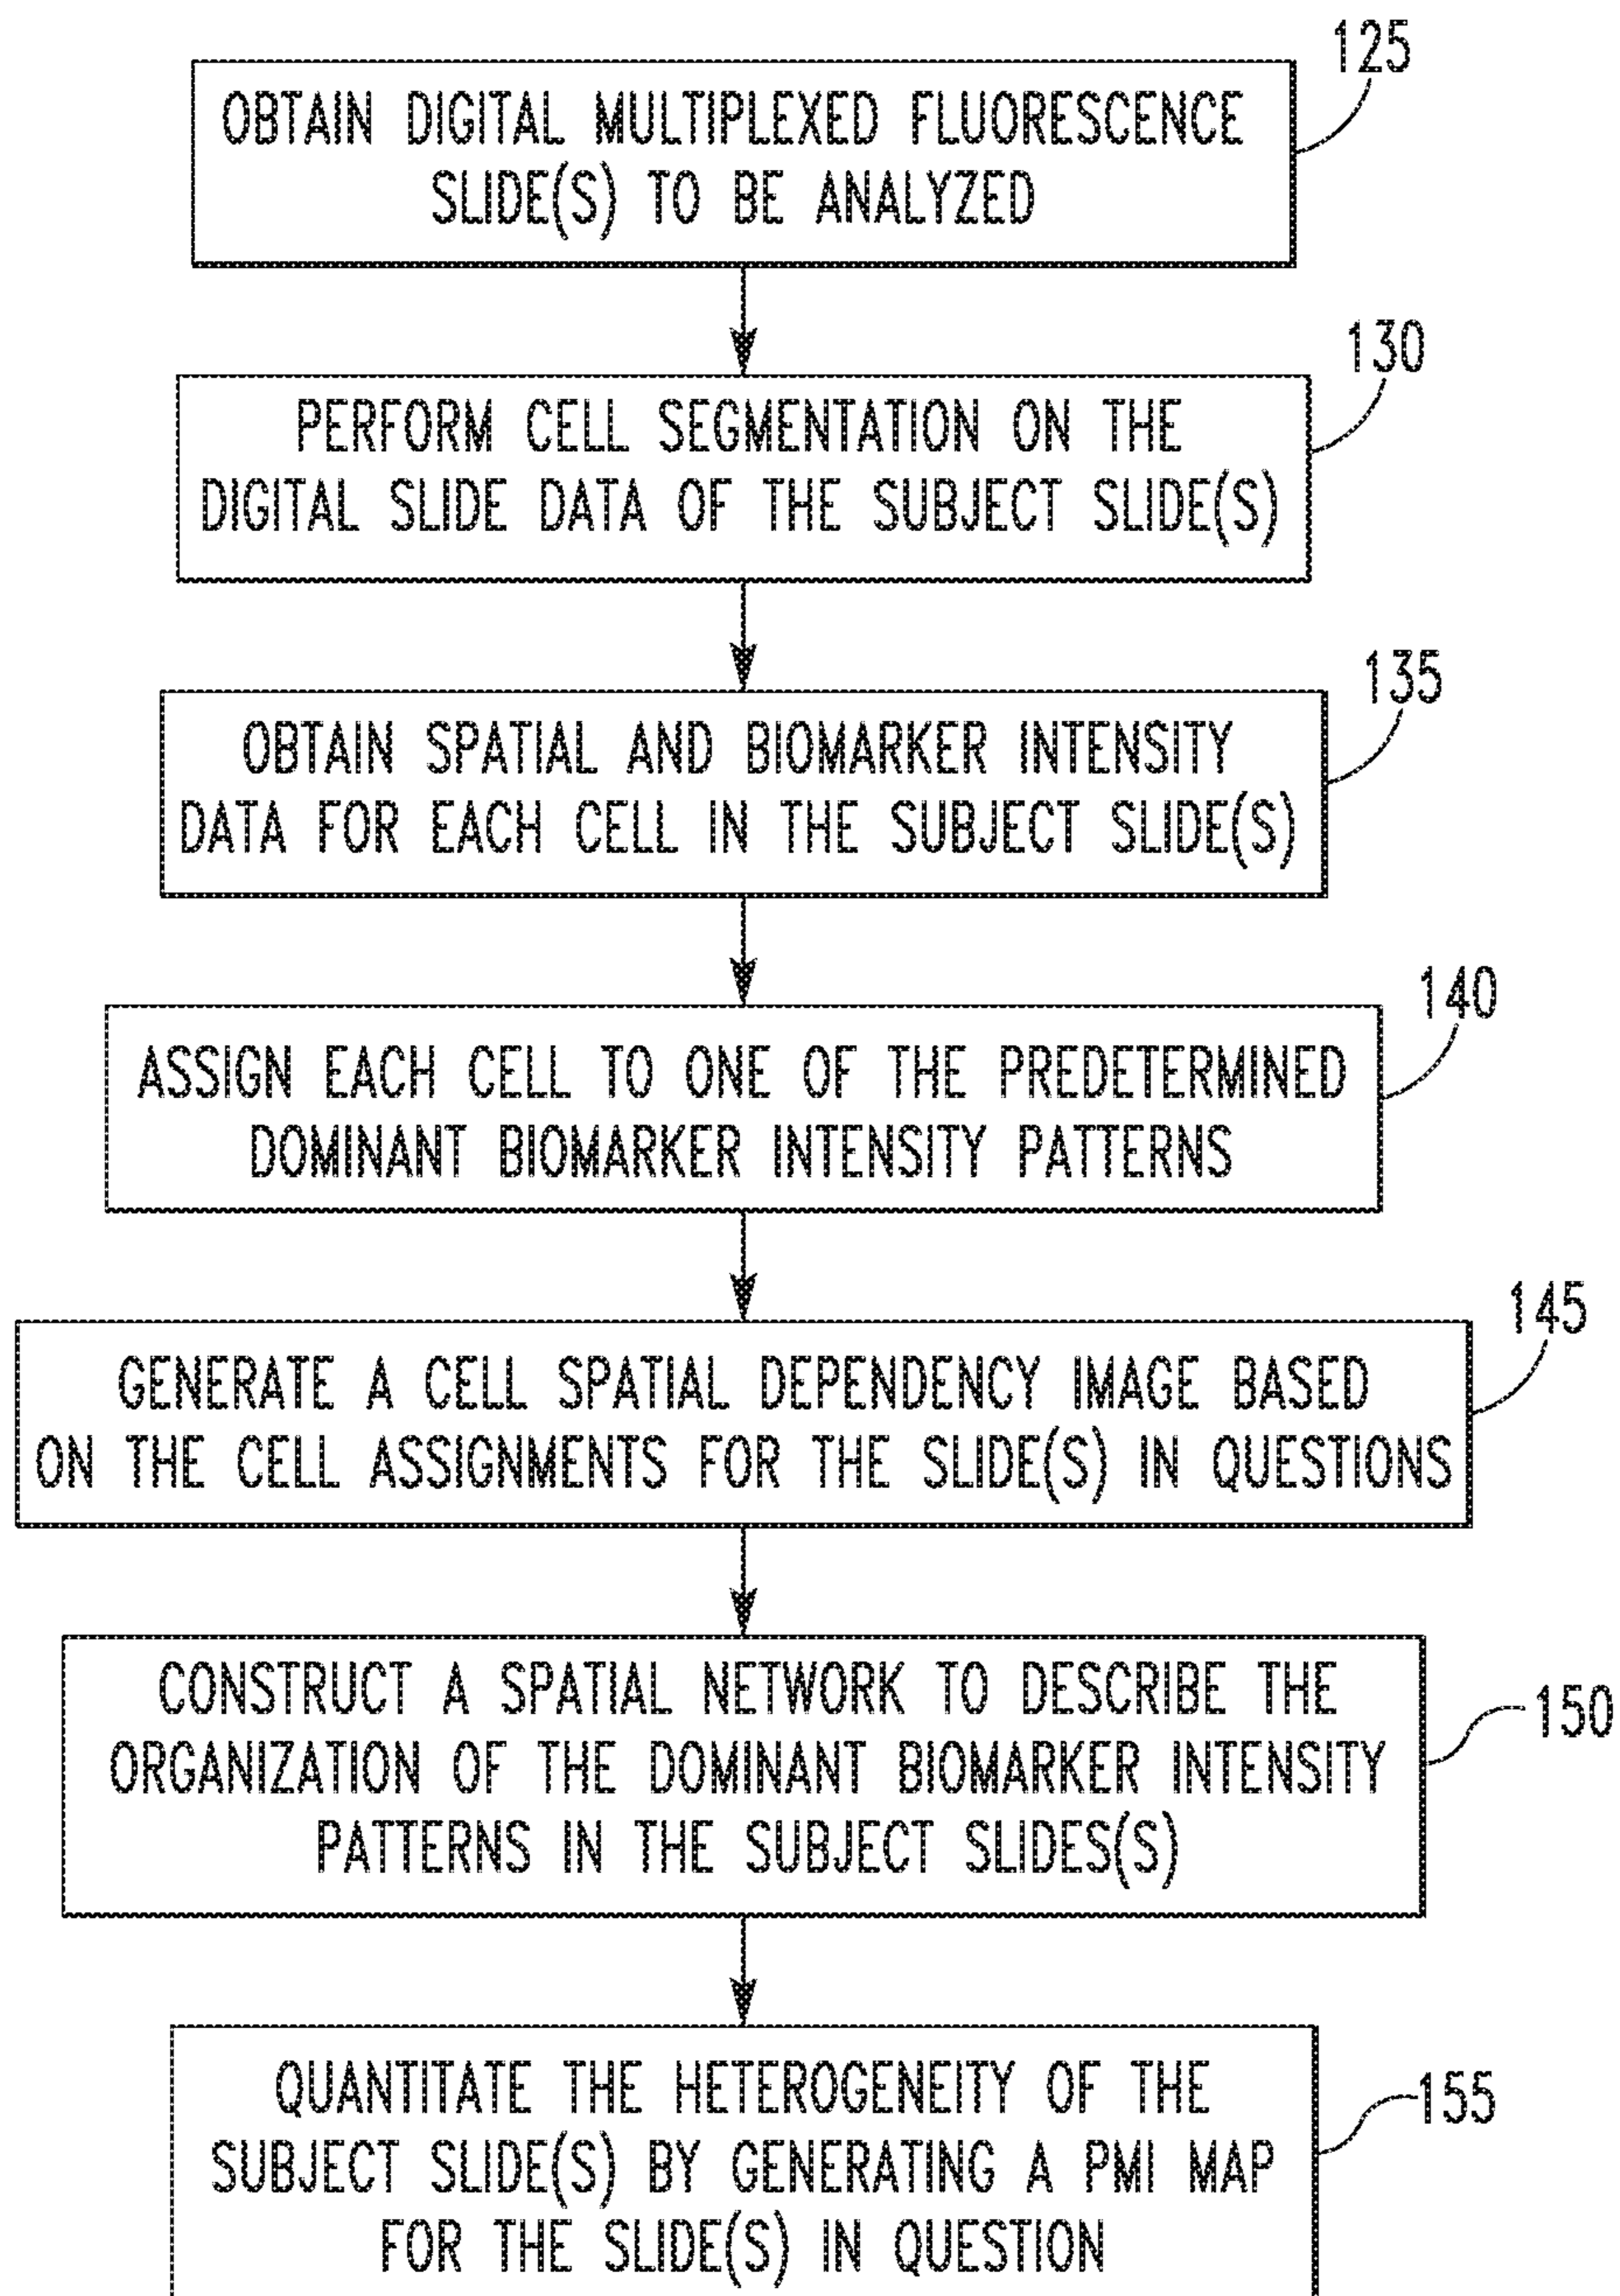 125
OBTAIN DIGITAL MULTIPLEXED FLUORESCENCE
SLIDE(S) TO BE ANALYZED
130
PERFORM CELL SEGMENTATION ON THE
DIGITAL SLIDE DATA OF THE SUBJECT SLIDE(S)
135
OBTAIN SPATIAL AND BIOMARKER INTENSITY
DATA FOR EACH CELL IN THE SUBJECT SLIDE(S)
140
ASSIGN EACH CELL TO ONE OF THE PREDETERMINED
DOMINANT BIOMARKER INTENSITY PATTERNS
145
GENERATE A CELL SPATIAL DEPENDENCY IMAGE BASED
ON THE CELL ASSIGNMENTS FOR THE SLIDE(S) IN QUESTIONS
CONSTRUCT A SPATIAL NETWORK TO DESCRIBE THE
150
ORGANIZATION OF THE DOMINANT BIOMARKER INTENSITY
PATTERNS IN THE SUBJECT SLIDES(S)
QUANTITATE THE HETEROGENEITY OF THE
155
SUBJECT SLIDE(S) BY GENERATING A PMI MAP
FOR THE SLIDE(S) IN QUESTION